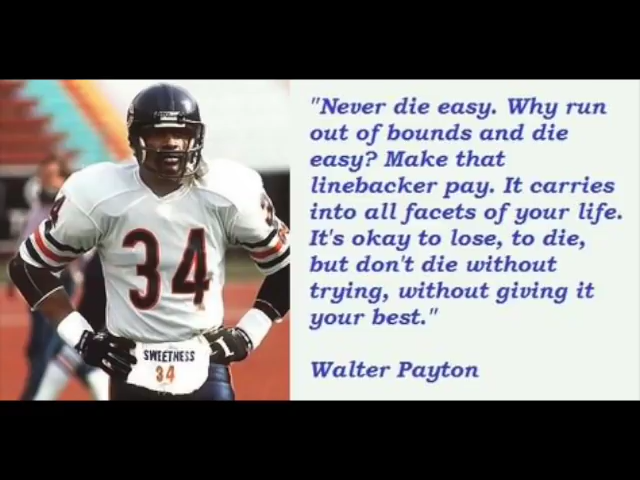 34
SWEETNESS
34
"Never die easy. Why run
out of bounds and die
easy? Make that
linebacker pay. It carries
into all facets of your life.
It's okay to lose, to die,
but don't die without
trying, without giving it
your best."
Walter Payton